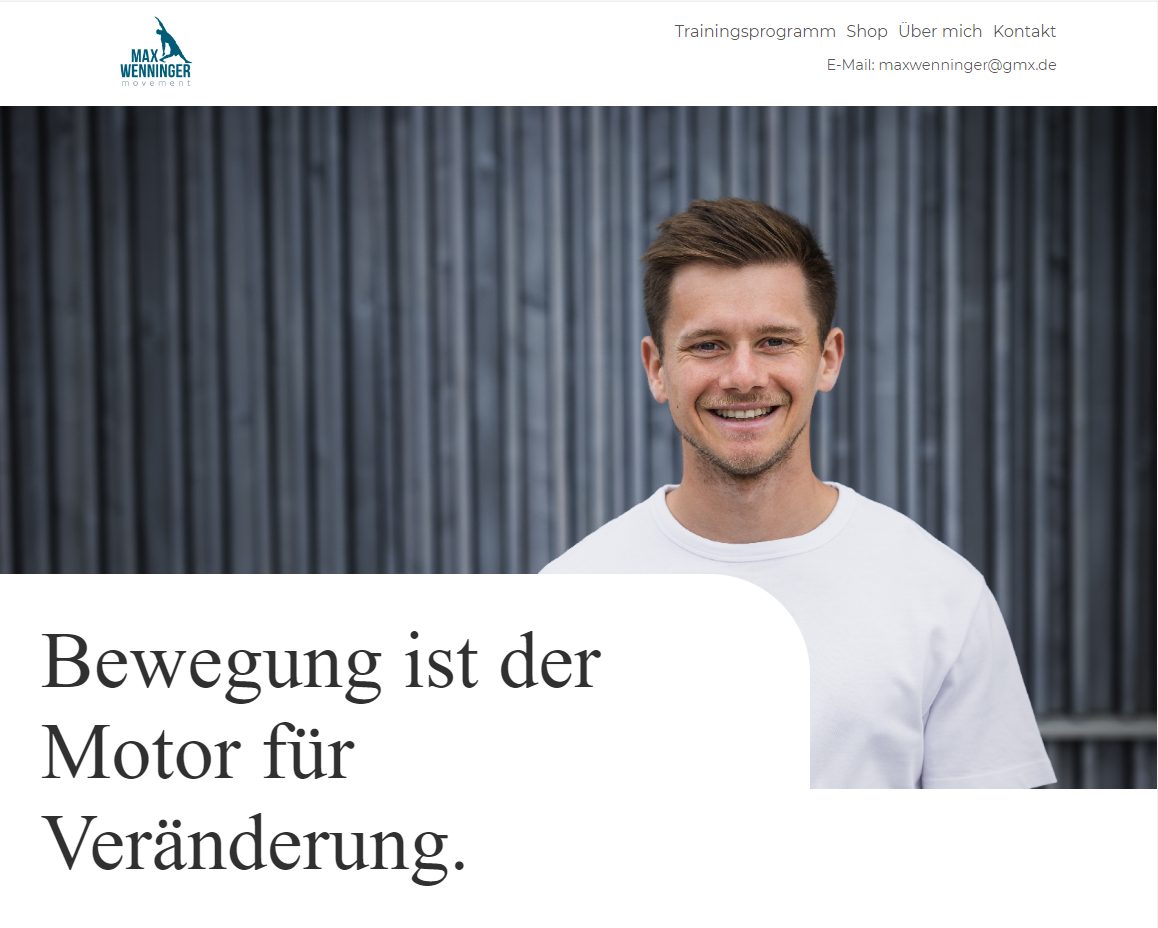 MAX
WENNINGER
movement
Trainingsprogramm Shop Über mich Kontakt
E-Mail: maxwenninger@gmx.de
Bewegung ist der
Motor für
Veränderung.